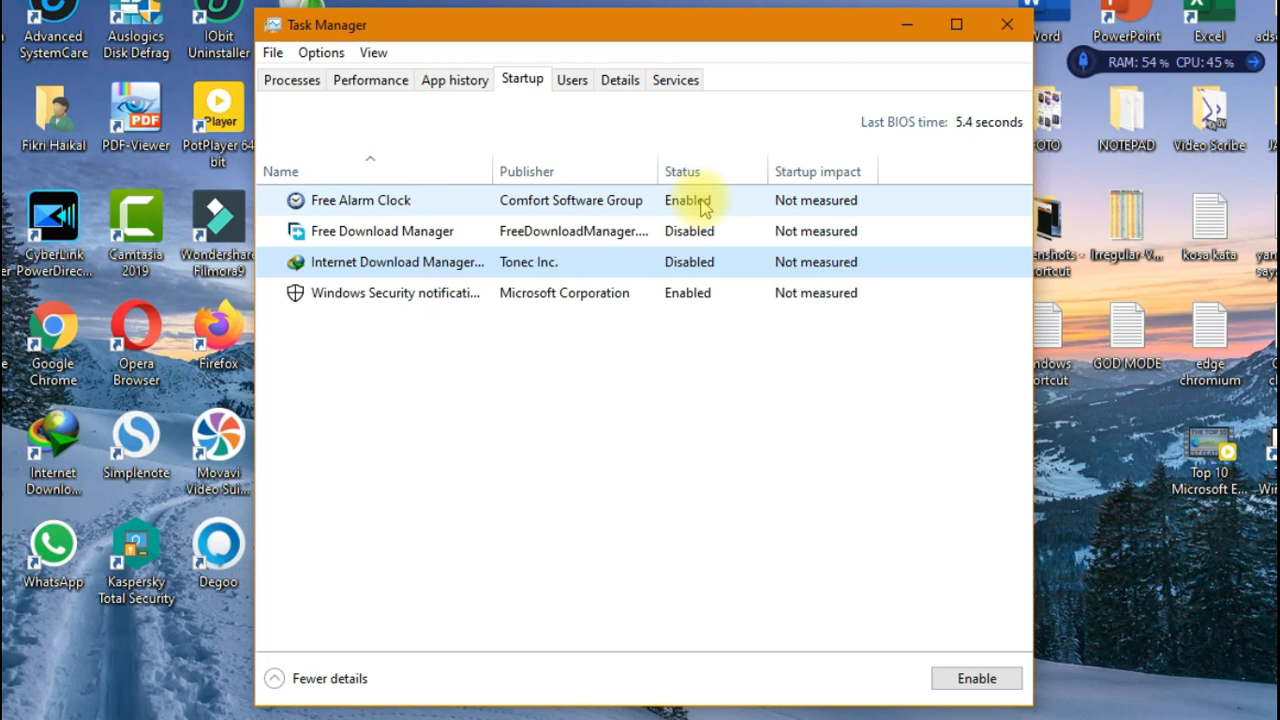 Advanced
SystemCare
Auslogics
Disk Defrag
IObit
Uninstaller
Fikri Haikal
PDF
PDF-Viewer
Player
PotPlayer 64
bit
CyberLink
PowerDirec...
Camtasia
2019
Wondershare
Filmora9
Google
Chrome
Opera
Browser
Firefox
Internet
Downlo...
Simplenote
Movavi
Video Sui...
WhatsApp
Kaspersky
Total Security
Degoo
Task Manager
File Options View
Processes Performance App history Startup Users Details Services
Last BIOS time: 5.4 seconds
Name Publisher Status Startup impact
Free Alarm Clock Comfort Software Group Enabled Not measured
Free Download Manager FreeDownloadManager.... Disabled Not measured
Internet Download Manager... Tonec Inc. Disabled Not measured
Windows Security notificati... Microsoft Corporation Enabled Not measured
Fewer details Enable
Word
PowerPoint
Excel
RAM: 54 % CPU: 45 %
FOTO
NOTEPAD
Video Scribe
Irregular-V...
kosa kata
GOD MODE
edge
chromium
THE TOP 10
Top 10
Microsoft E...